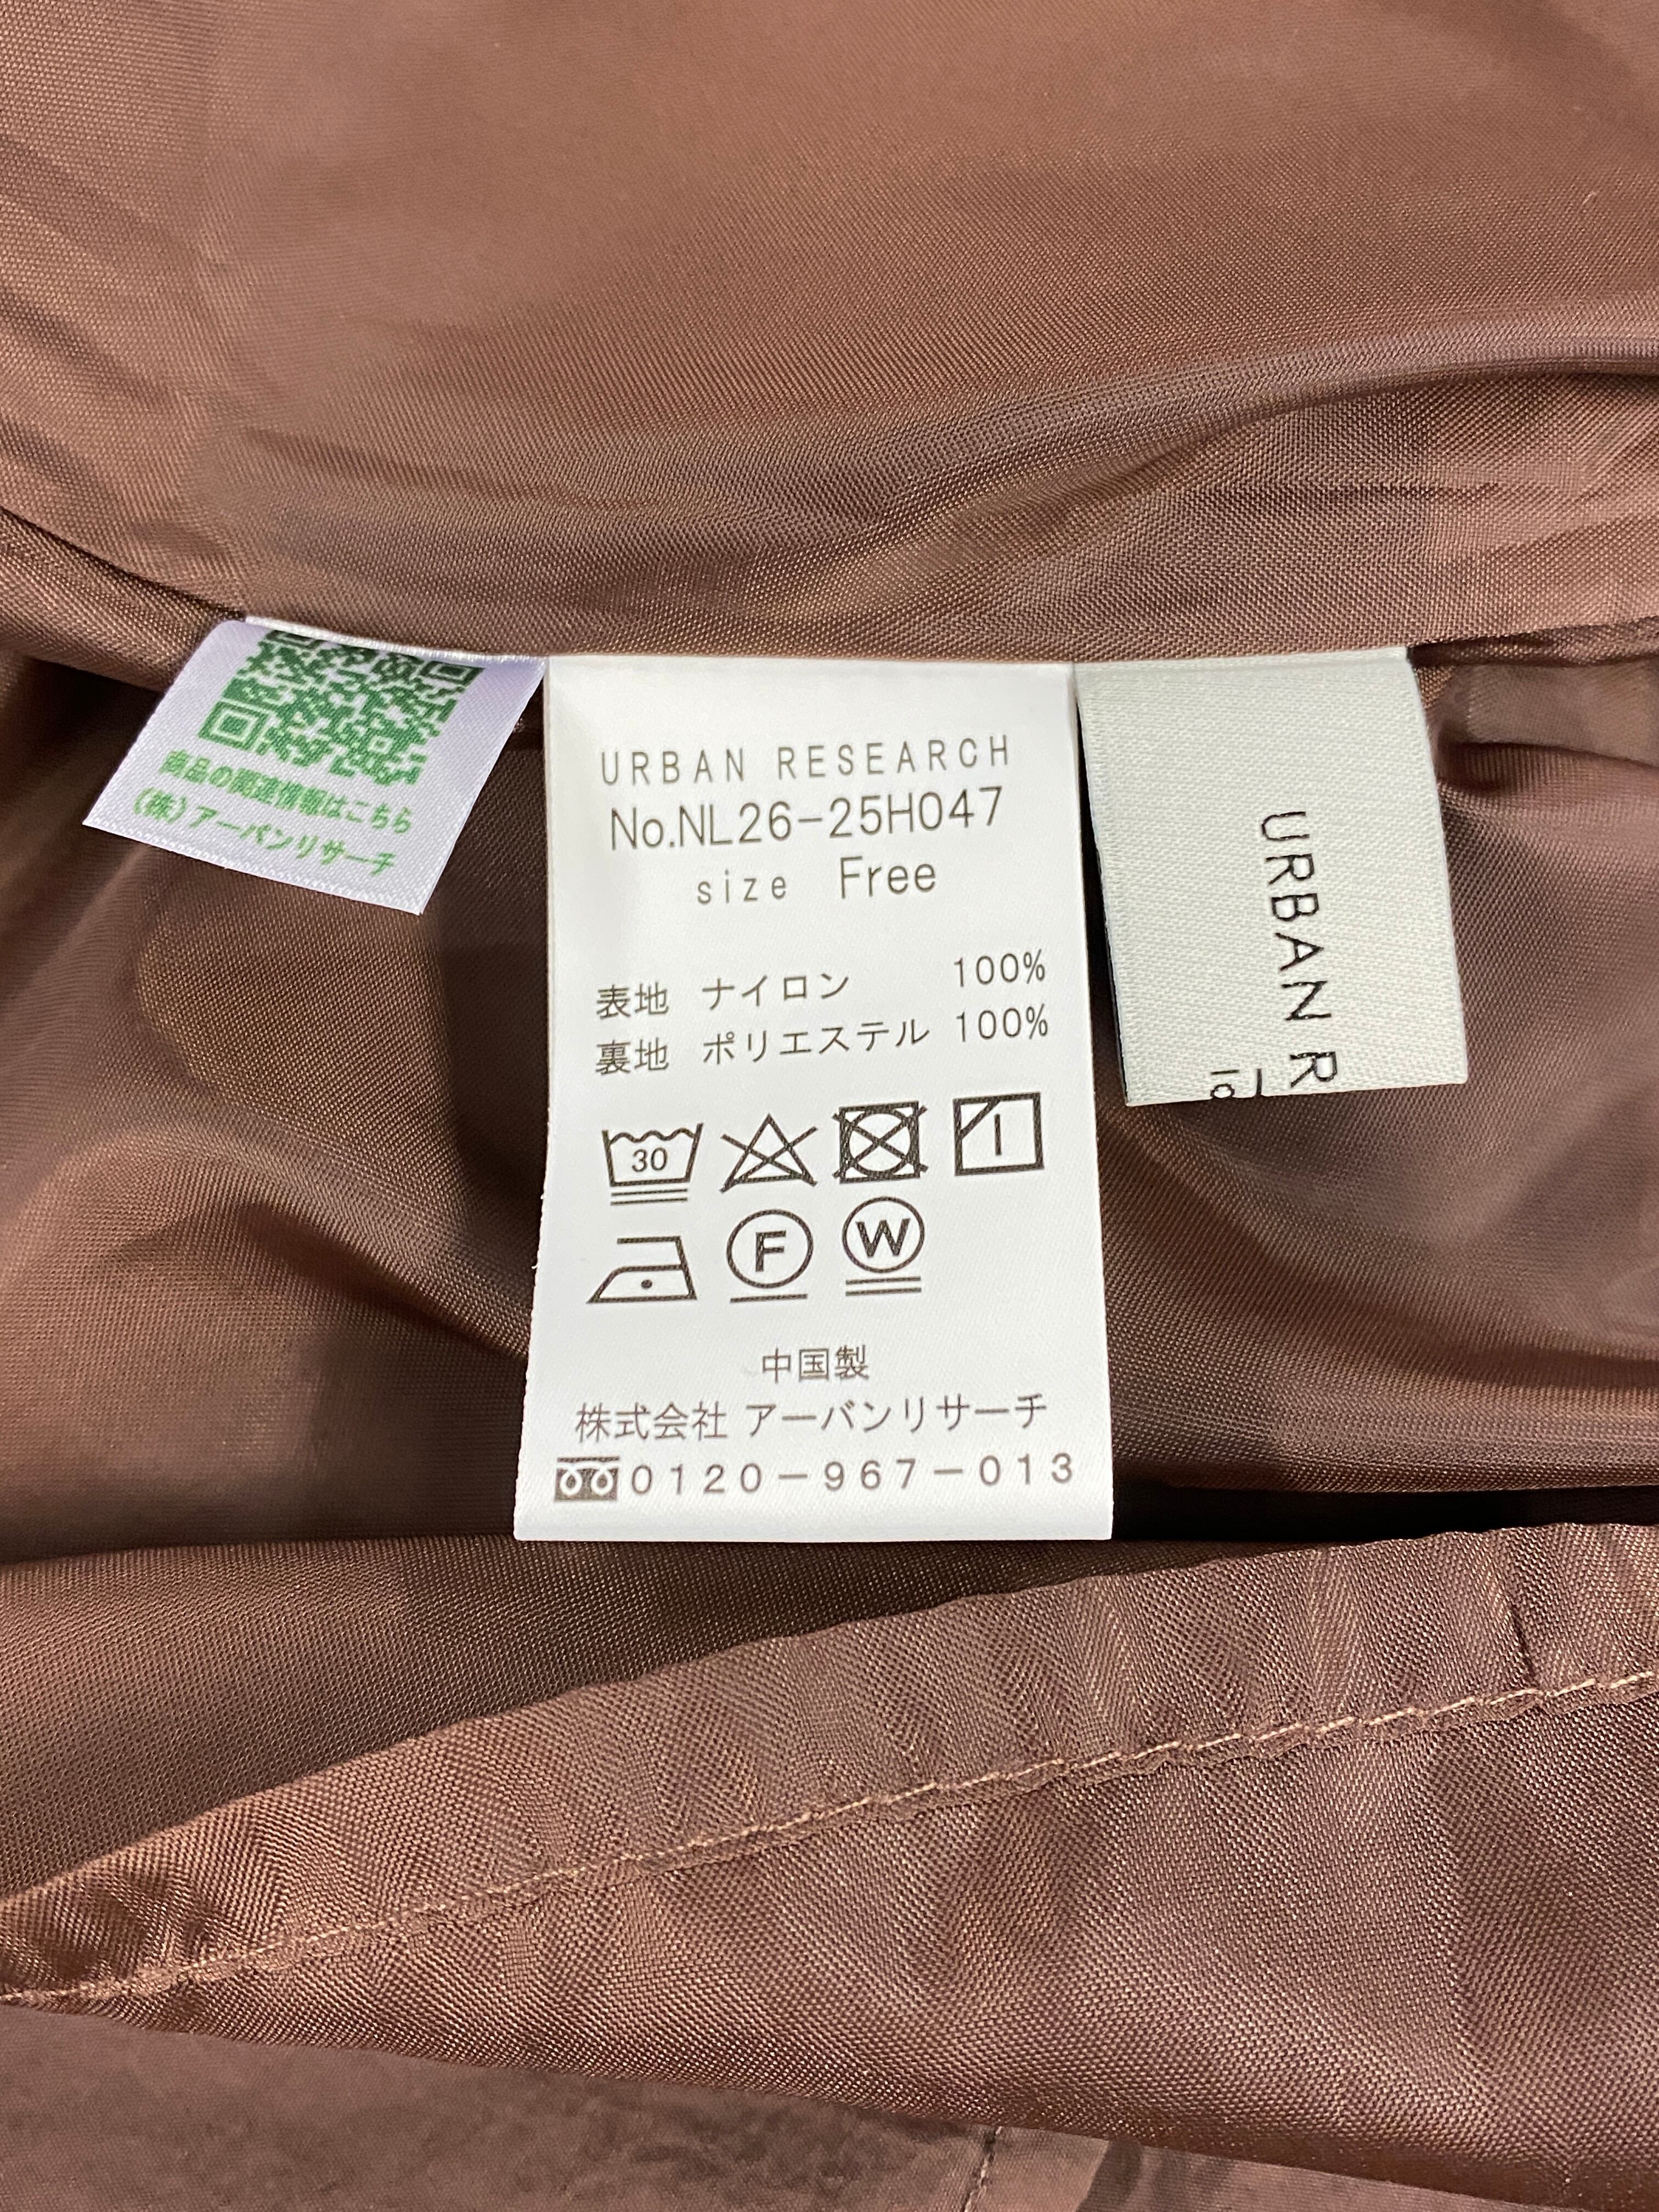 商品の関連情報はこちら
(株)アーバンリサーチ
URBAN RESEARCH
No.NL26-25H047
size Free
表地 ナイロン 100%
裏地 ポリエステル 100%
30
F W
中国製
株式会社 アーバンリサーチ
0120-967-013
URBAN R